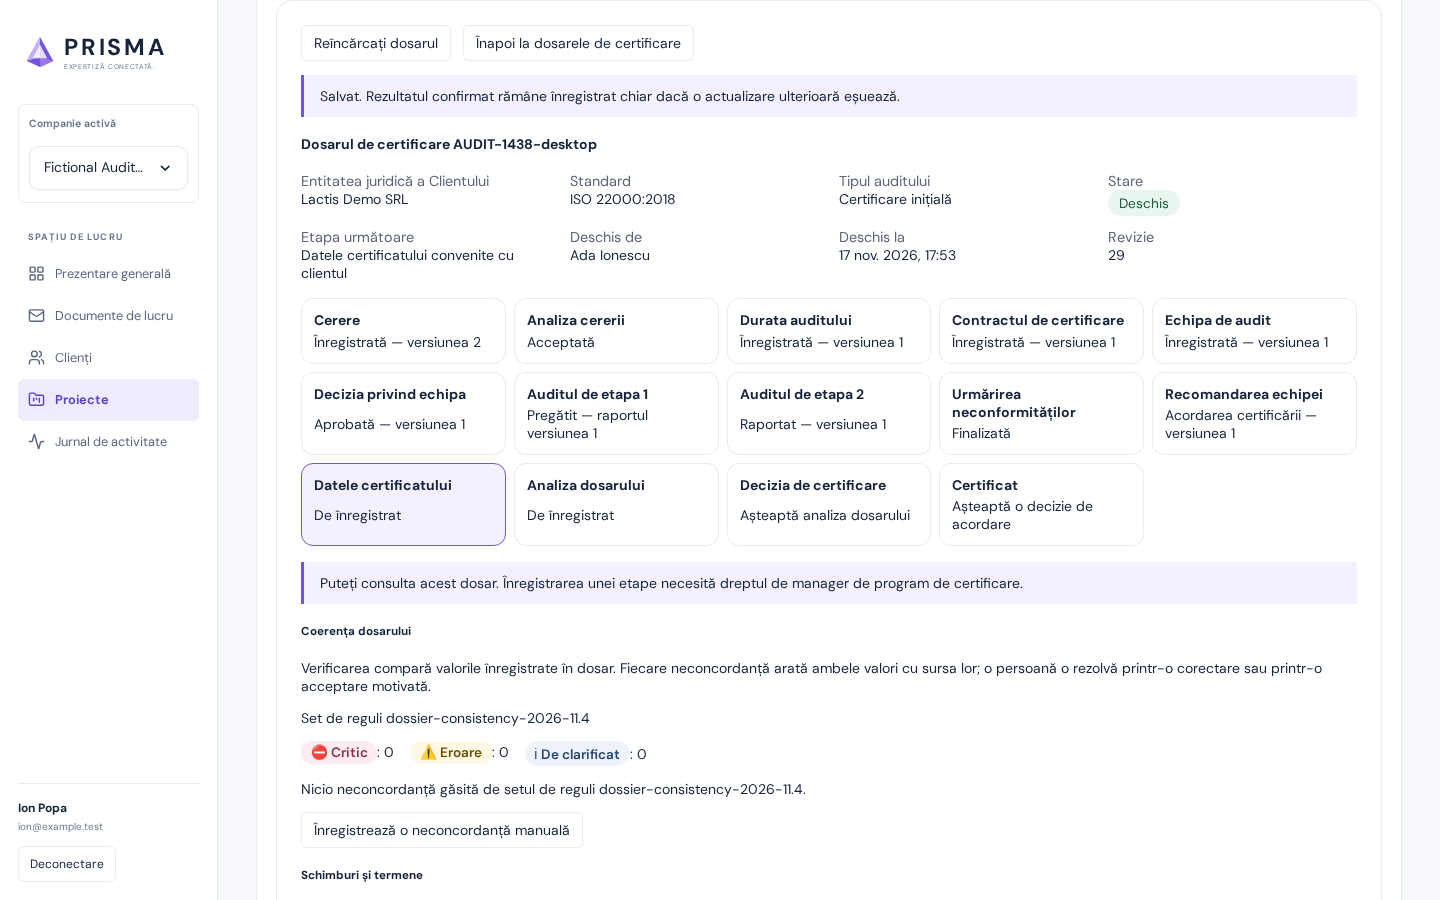 PRISMA
EXPERTIZĂ CONECTATĂ.
Companie activă
Fictional Audit...
SPAȚIU DE LUCRU
Prezentare generală
Documente de lucru
Clienți
Proiecte
Jurnal de activitate
Ion Popa
ion@example.test
Deconectare
Reîncărcați dosarul
Înapoi la dosarele de certificare
Salvat. Rezultatul confirmat rămâne înregistrat chiar dacă o actualizare ulterioară eșuează.
Dosarul de certificare AUDIT-1438-desktop
Entitatea juridică a Clientului
Lactis Demo SRL
Standard
ISO 22000:2018
Tipul auditului
Certificare inițială
Stare
Deschis
Etapa următoare
Datele certificatului convenite cu
clientul
Deschis de
Ada Ionescu
Deschis la
17 nov. 2026, 17:53
Revizie
29
Cerere
Înregistrată — versiunea 2
Analiza cererii
Acceptată
Durata auditului
Înregistrată — versiunea 1
Contractul de certificare
Înregistrată — versiunea 1
Echipa de audit
Înregistrată — versiunea 1
Decizia privind echipa
Aprobată — versiunea 1
Auditul de etapa 1
Pregătit — raportul
versiunea 1
Auditul de etapa 2
Raportat — versiunea 1
Urmărirea
neconformităților
Finalizată
Recomandarea echipei
Acordarea certificării —
versiunea 1
Datele certificatului
De înregistrat
Analiza dosarului
De înregistrat
Decizia de certificare
Așteaptă analiza dosarului
Certificat
Așteaptă o decizie de
acordare
Puteți consulta acest dosar. Înregistrarea unei etape necesită dreptul de manager de program de certificare.
Coerența dosarului
Verificarea compară valorile înregistrate în dosar. Fiecare neconcordanță arată ambele valori cu sursa lor; o persoană o rezolvă printr-o corectare sau printr-o
acceptare motivată.
Set de reguli dossier-consistency-2026-11.4
⛔ Critic : 0 ⚠️ Eroare : 0 ℹ De clarificat : 0
Nicio neconcordanță găsită de setul de reguli dossier-consistency-2026-11.4.
Înregistrează o neconcordanță manuală
Schimburi și termene